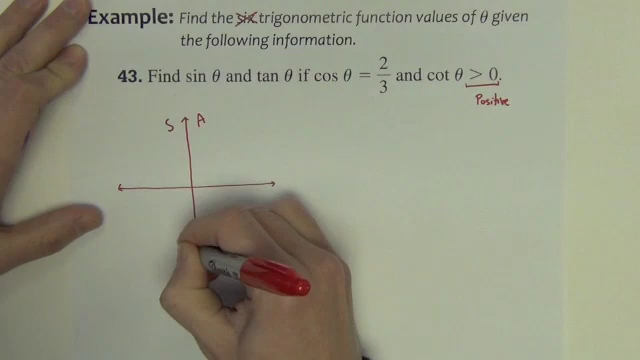 Example: Find the six trigonometric function values of θ given
the following information.
43. Find sin θ and tan θ if cos θ = 2/3 and cot θ > 0.
Positive
S A